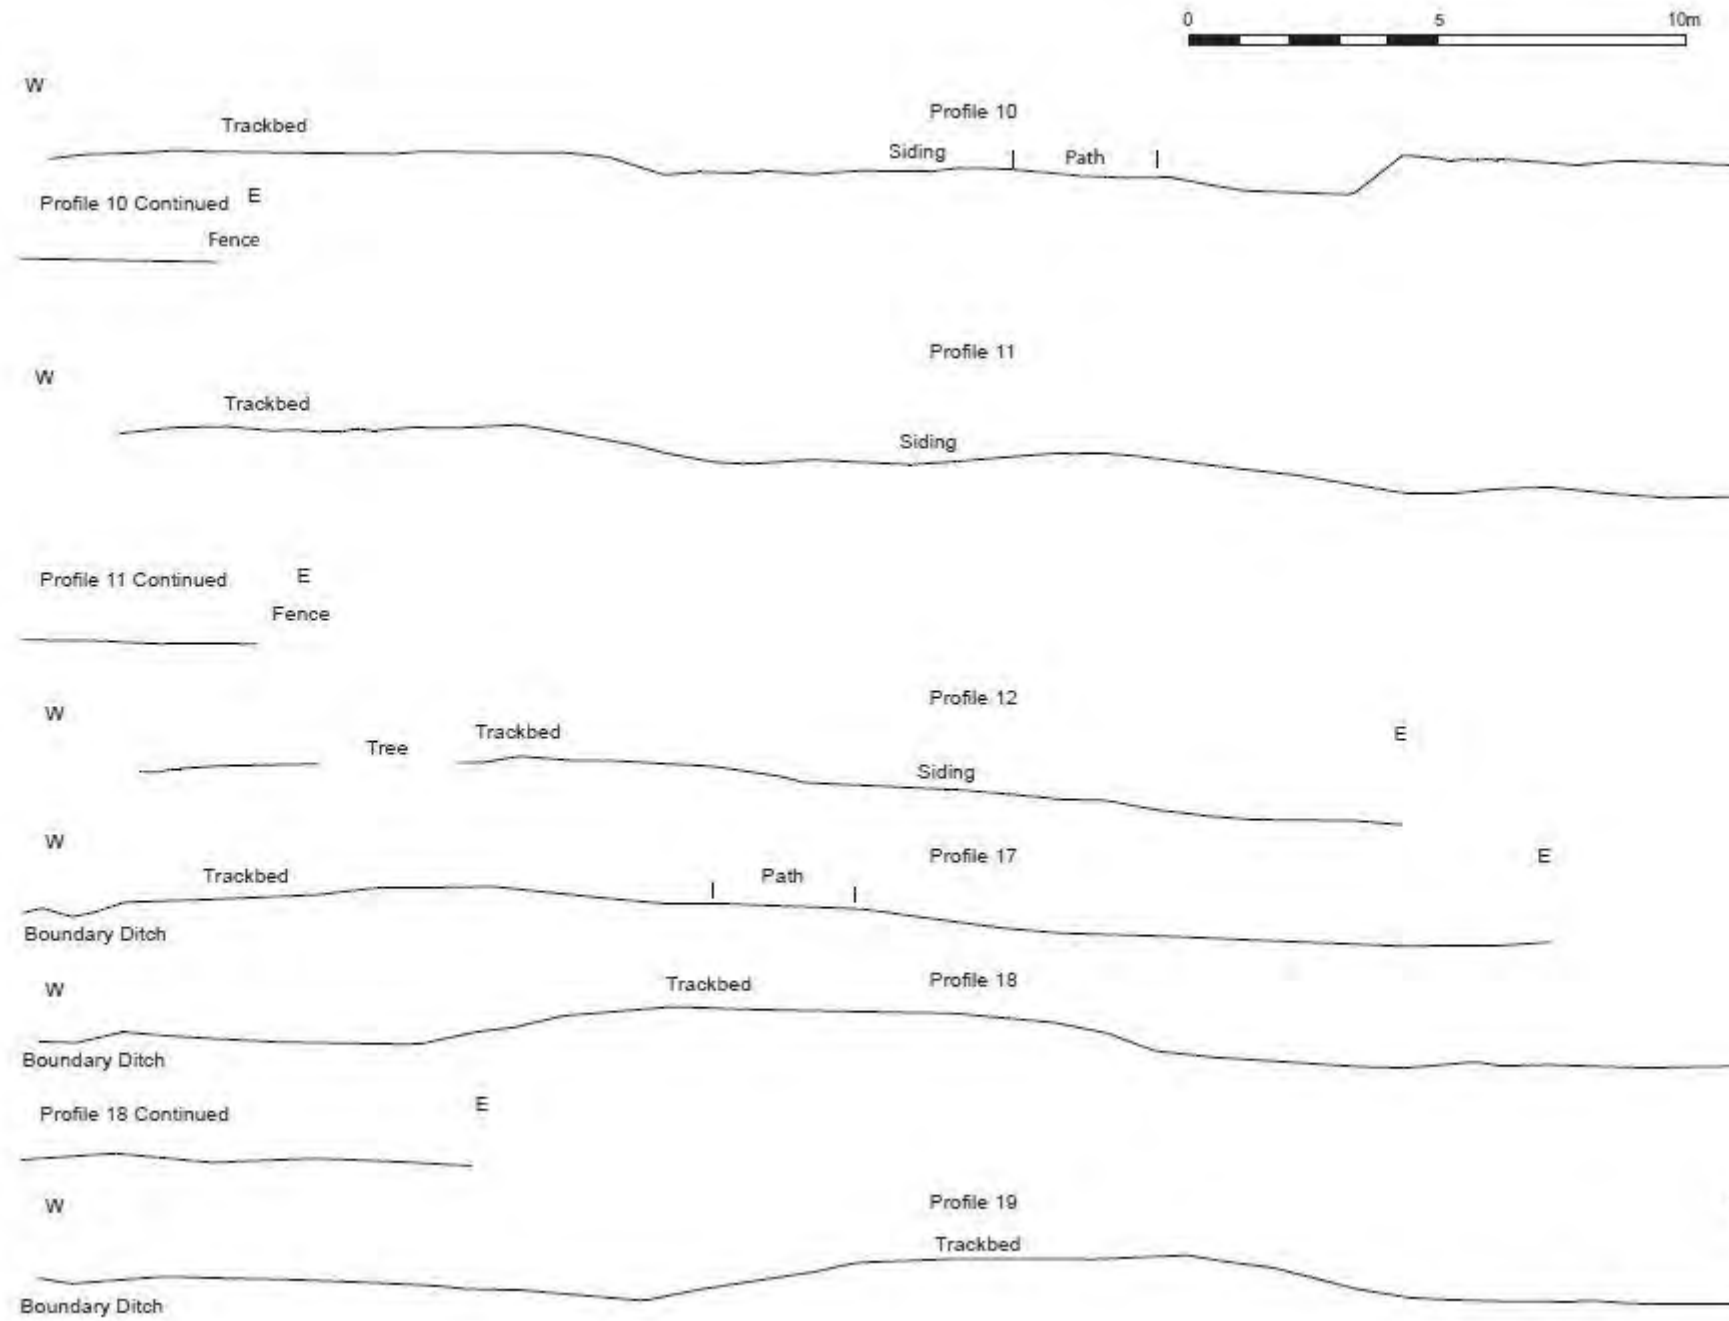 0 5 10m
W
Profile 10
Trackbed
Siding Path
Profile 10 Continued E
Fence
Profile 11
W
Trackbed
Siding
Profile 11 Continued E
Fence
Profile 12
W
Trackbed E
Tree
Siding
W
Profile 17 E
Trackbed Path
Boundary Ditch
Profile 18
W Trackbed
Boundary Ditch
Profile 18 Continued E
W Profile 19
Trackbed
Boundary Ditch